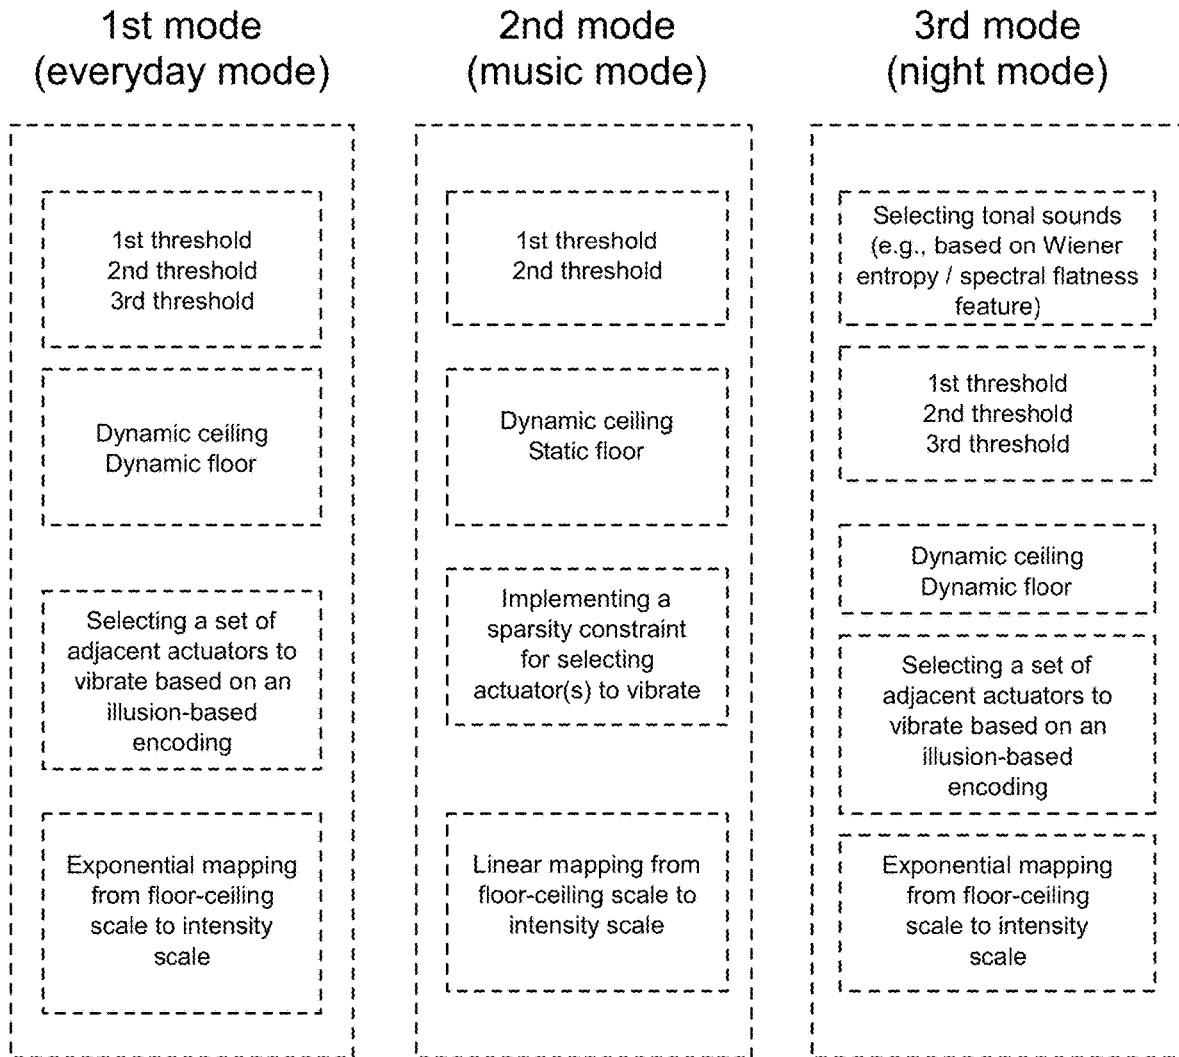 1st mode
(everyday mode)
1st threshold
2nd threshold
3rd threshold
Dynamic ceiling
Dynamic floor
Selecting a set of
adjacent actuators to
vibrate based on an
illusion-based
encoding
Exponential mapping
from floor-ceiling
scale to intensity
scale
2nd mode
(music mode)
1st threshold
2nd threshold
Dynamic ceiling
Static floor
Implementing a
sparsity constraint
for selecting
actuator(s) to vibrate
Linear mapping from
floor-ceiling scale to
intensity scale
3rd mode
(night mode)
Selecting tonal sounds
(e.g., based on Wiener
entropy / spectral flatness
feature)
1st threshold
2nd threshold
3rd threshold
Dynamic ceiling
Dynamic floor
Selecting a set of
adjacent actuators to
vibrate based on an
illusion-based
encoding
Exponential mapping
from floor-ceiling
scale to intensity
scale